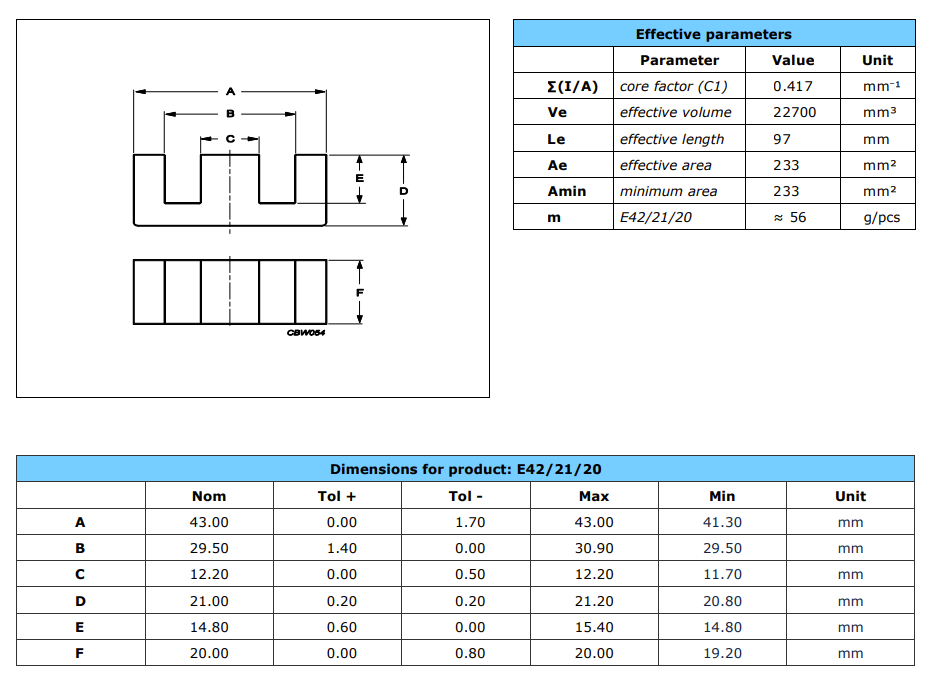 A
B
C
E
D
F
CBW054
Effective parameters
Parameter Value Unit
Σ(I/A) core factor (C1) 0.417 mm⁻¹
Ve effective volume 22700 mm³
Le effective length 97 mm
Ae effective area 233 mm²
Amin minimum area 233 mm²
m E42/21/20 ≈ 56 g/pcs
Dimensions for product: E42/21/20
Nom Tol + Tol - Max Min Unit
A 43.00 0.00 1.70 43.00 41.30 mm
B 29.50 1.40 0.00 30.90 29.50 mm
C 12.20 0.00 0.50 12.20 11.70 mm
D 21.00 0.20 0.20 21.20 20.80 mm
E 14.80 0.60 0.00 15.40 14.80 mm
F 20.00 0.00 0.80 20.00 19.20 mm